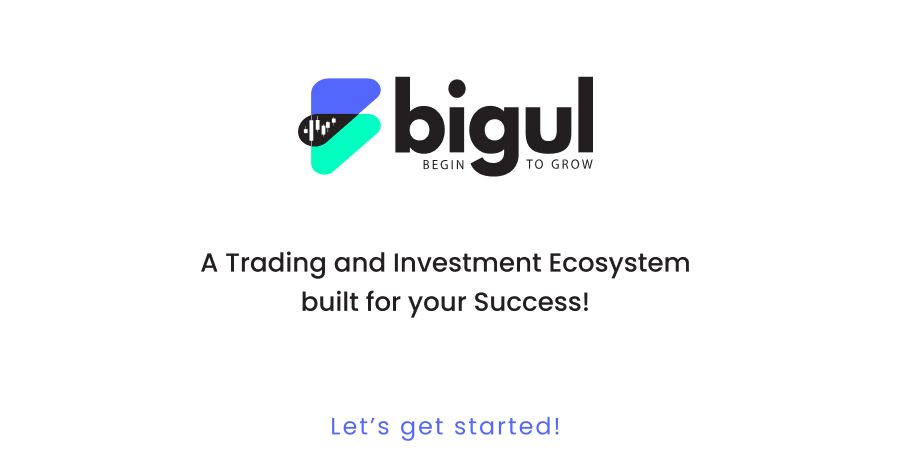 bigul
BEGIN TO GROW
A Trading and Investment Ecosystem
built for your Success!
Let's get started!